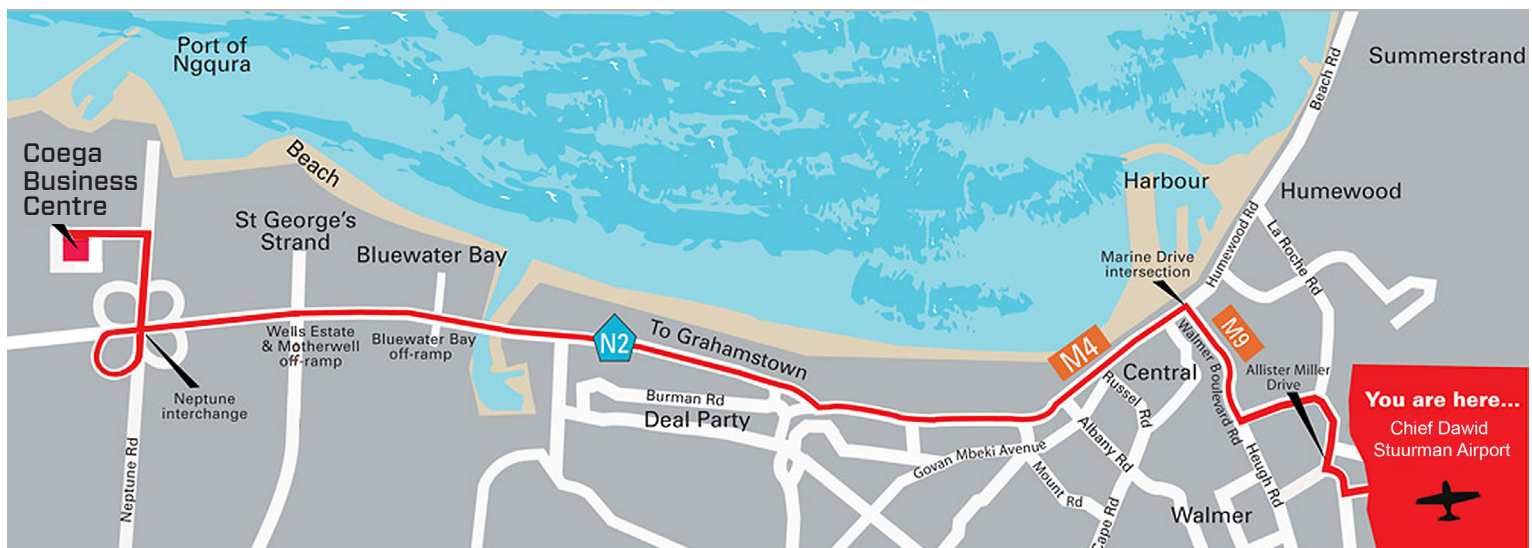 Port of
Ngqura
Summerstrand
Beach Rd
Coega
Business
Centre
Beach
Harbour
Humewood
St George's
Strand
Bluewater Bay
Humewood Rd
La Roche Rd
Marine Drive
intersection
Wells Estate
& Motherwell
off-ramp
Bluewater Bay
off-ramp
N2
To Grahamstown
M4
M9
Neptune
interchange
Burman Rd
Deal Party
Central
Walmer Boulevard Rd
Allister Miller
Drive
Russel Rd
Albany Rd
Govan Mbeki Avenue
Mount Rd
Cape Rd
Heugh Rd
Walmer
Neptune Rd
You are here...
Chief Dawid
Stuurman Airport